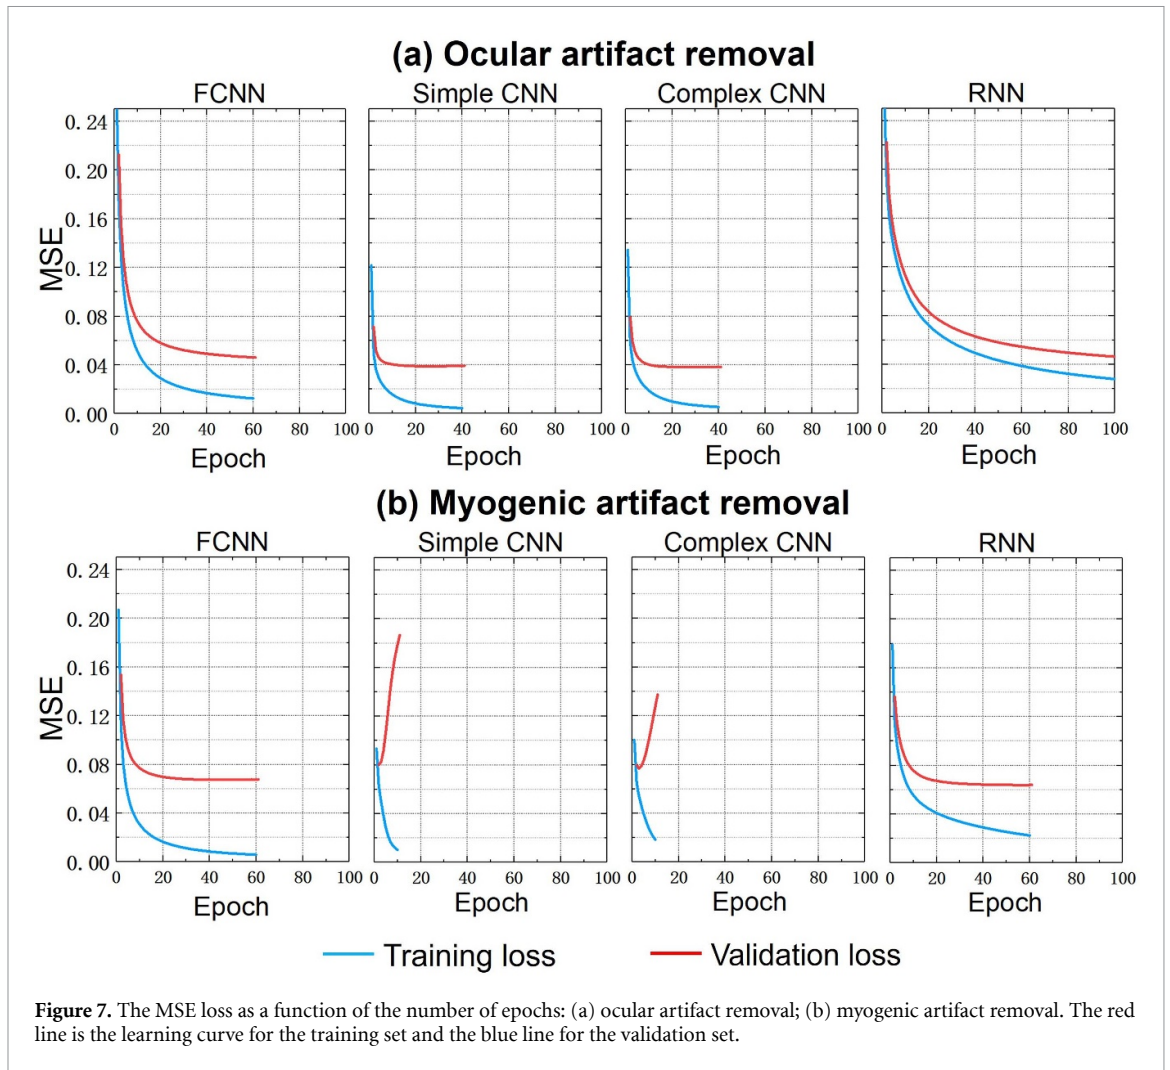 (a) Ocular artifact removal
FCNN Simple CNN Complex CNN RNN
MSE
0.24
0.20
0.16
0.12
0.08
0.04
0.00
0 20 40 60 80 100 0 20 40 60 80 100 0 20 40 60 80 100 0 20 40 60 80 100
Epoch Epoch Epoch Epoch
(b) Myogenic artifact removal
FCNN Simple CNN Complex CNN RNN
MSE
0.24
0.20
0.16
0.12
0.08
0.04
0.00
0 20 40 60 80 100 0 20 40 60 80 100 0 20 40 60 80 100 0 20 40 60 80 100
Epoch Epoch Epoch Epoch
Training loss Validation loss
Figure 7. The MSE loss as a function of the number of epochs: (a) ocular artifact removal; (b) myogenic artifact removal. The red
line is the learning curve for the training set and the blue line for the validation set.